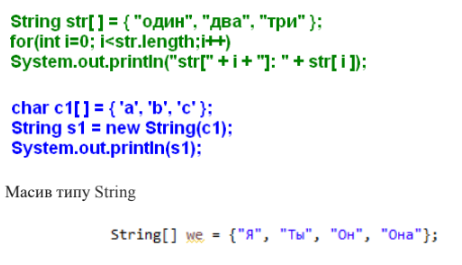 String str[ ] = { "один", "два", "три" };
for(int i=0; i<str.length;i++)
System.out.println("str[" + i + "]: " + str[ i ]);
char c1[ ] = { 'a', 'b', 'c' };
String s1 = new String(c1);
System.out.println(s1);
Масив типу String
String[] we = {"Я", "Ты", "Он", "Она"};